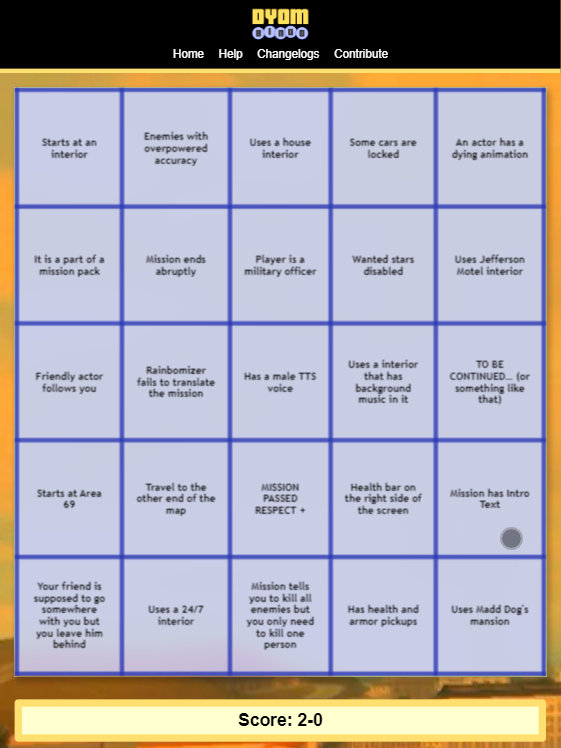 DYOM
BINGO
Home Help Changelogs Contribute
Starts at an
interior
Enemies with
overpowered
accuracy
Uses a house
interior
Some cars are
locked
An actor has a
dying animation
It is a part of a
mission pack
Mission ends
abruptly
Player is a
military officer
Wanted stars
disabled
Uses Jefferson
Motel interior
Friendly actor
follows you
Rainbomizer
fails to translate
the mission
Has a male TTS
voice
Uses a interior
that has
background
music in it
TO BE
CONTINUED... (or
something like
that)
Starts at Area
69
Travel to the
other end of the
map
MISSION
PASSED
RESPECT +
Health bar on
the right side of
the screen
Mission has Intro
Text
Your friend is
supposed to go
somewhere
with you but
you leave him
behind
Uses a 24/7
interior
Mission tells
you to kill all
enemies but
you only need
to kill one
person
Has health and
armor pickups
Uses Madd Dog's
mansion
Score: 2-0